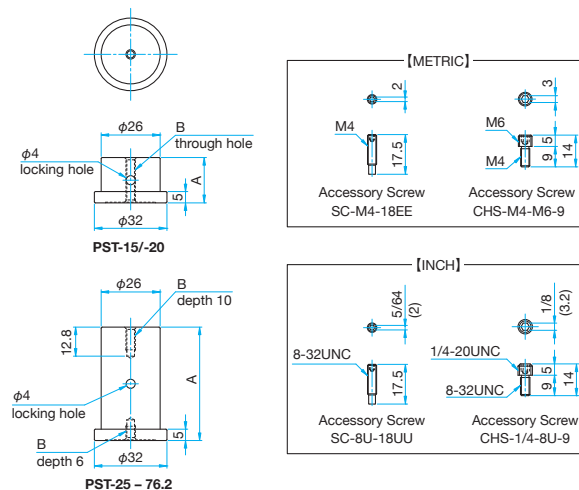 φ26
B
through hole
φ4
locking hole
A
5
φ32
PST-15/-20
φ26
B
depth 10
12.8
A
φ4
locking hole
B
depth 6
5
φ32
PST-25 – 76.2
【METRIC】
2
M4
17.5
Accessory Screw
SC-M4-18EE
3
M6
M4
5
9
14
Accessory Screw
CHS-M4-M6-9
【INCH】
5/64
(2)
8-32UNC
17.5
Accessory Screw
SC-8U-18UU
1/8
(3.2)
1/4-20UNC
8-32UNC
5
9
14
Accessory Screw
CHS-1/4-8U-9